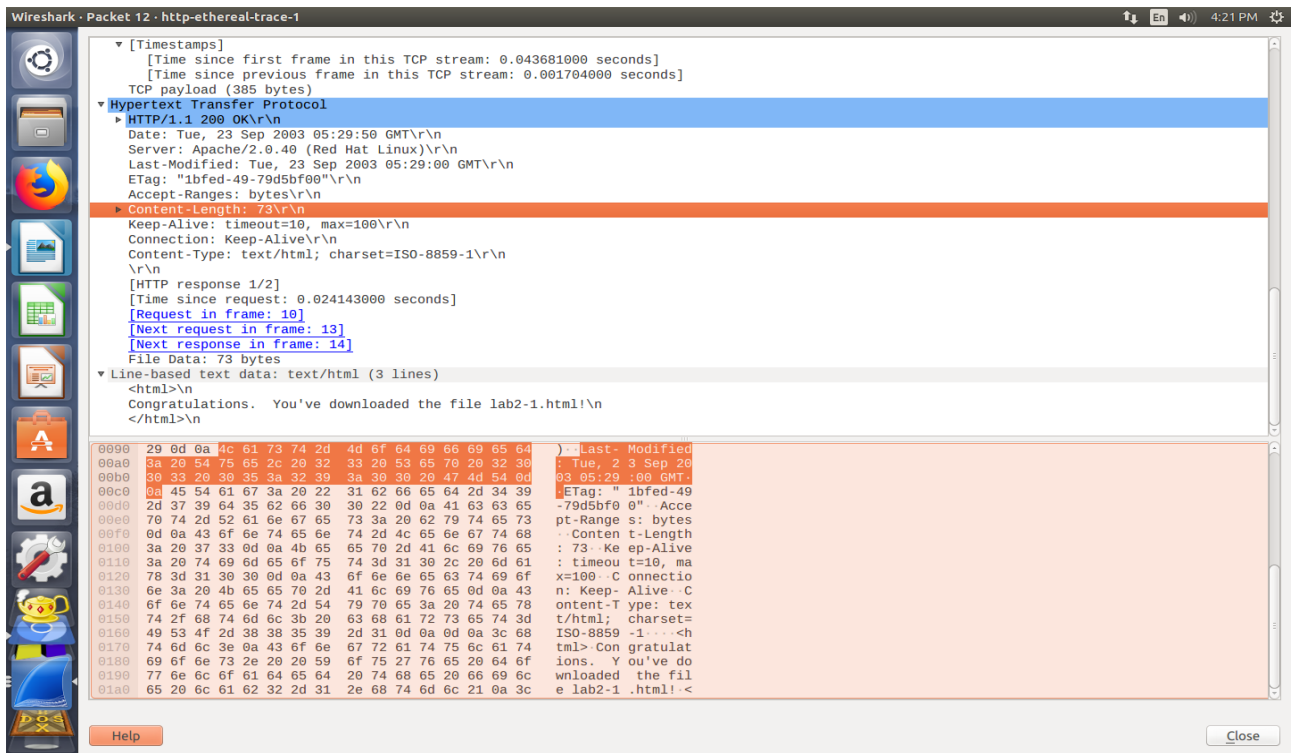 Wireshark · Packet 12 · http-ethereal-trace-1
En
4:21 PM
[Timestamps]
[Time since first frame in this TCP stream: 0.043681000 seconds]
[Time since previous frame in this TCP stream: 0.001704000 seconds]
TCP payload (385 bytes)
Hypertext Transfer Protocol
HTTP/1.1 200 OK\r\n
Date: Tue, 23 Sep 2003 05:29:50 GMT\r\n
Server: Apache/2.0.40 (Red Hat Linux)\r\n
Last-Modified: Tue, 23 Sep 2003 05:29:00 GMT\r\n
ETag: "1bfed-49-79d5bf00"\r\n
Accept-Ranges: bytes\r\n
Content-Length: 73\r\n
Keep-Alive: timeout=10, max=100\r\n
Connection: Keep-Alive\r\n
Content-Type: text/html; charset=ISO-8859-1\r\n
\r\n
[HTTP response 1/2]
[Time since request: 0.024143000 seconds]
[Request in frame: 10]
[Next request in frame: 13]
[Next response in frame: 14]
File Data: 73 bytes
Line-based text data: text/html (3 lines)
<html>\n
Congratulations.  You've downloaded the file lab2-1.html!\n
</html>\n
0090 29 0d 0a 4c 61 73 74 2d 4d 6f 64 69 66 69 65 64 )··Last- Modified
00a0 3a 20 54 75 65 2c 20 32 33 20 53 65 70 20 32 30 : Tue, 2 3 Sep 20
00b0 30 33 20 30 35 3a 32 39 3a 30 30 20 47 4d 54 0d 03 05:29 :00 GMT·
00c0 0a 45 54 61 67 3a 20 22 31 62 66 65 64 2d 34 39 ·ETag: " 1bfed-49
00d0 2d 37 39 64 35 62 66 30 30 22 0d 0a 41 63 63 65 -79d5bf0 0"··Acce
00e0 70 74 2d 52 61 6e 67 65 73 3a 20 62 79 74 65 73 pt-Range s: bytes
00f0 0d 0a 43 6f 6e 74 65 6e 74 2d 4c 65 6e 67 74 68 ··Conten t-Length
0100 3a 20 37 33 0d 0a 4b 65 65 70 2d 41 6c 69 76 65 : 73··Ke ep-Alive
0110 3a 20 74 69 6d 65 6f 75 74 3d 31 30 2c 20 6d 61 : timeou t=10, ma
0120 78 3d 31 30 30 0d 0a 43 6f 6e 6e 65 63 74 69 6f x=100··C onnectio
0130 6e 3a 20 4b 65 65 70 2d 41 6c 69 76 65 0d 0a 43 n: Keep- Alive··C
0140 6f 6e 74 65 6e 74 2d 54 79 70 65 3a 20 74 65 78 ontent-T ype: tex
0150 74 2f 68 74 6d 6c 3b 20 63 68 61 72 73 65 74 3d t/html;  charset=
0160 49 53 4f 2d 38 38 35 39 2d 31 0d 0a 0d 0a 3c 68 ISO-8859 -1····<h
0170 74 6d 6c 3e 0a 43 6f 6e 67 72 61 74 75 6c 61 74 tml>·Con gratulat
0180 69 6f 6e 73 2e 20 20 59 6f 75 27 76 65 20 64 6f ions.  Y ou've do
0190 77 6e 6c 6f 61 64 65 64 20 74 68 65 20 66 69 6c wnloaded  the fil
01a0 65 20 6c 61 62 32 2d 31 2e 68 74 6d 6c 21 0a 3c e lab2-1 .html!·<
DOS
X
Help
Close